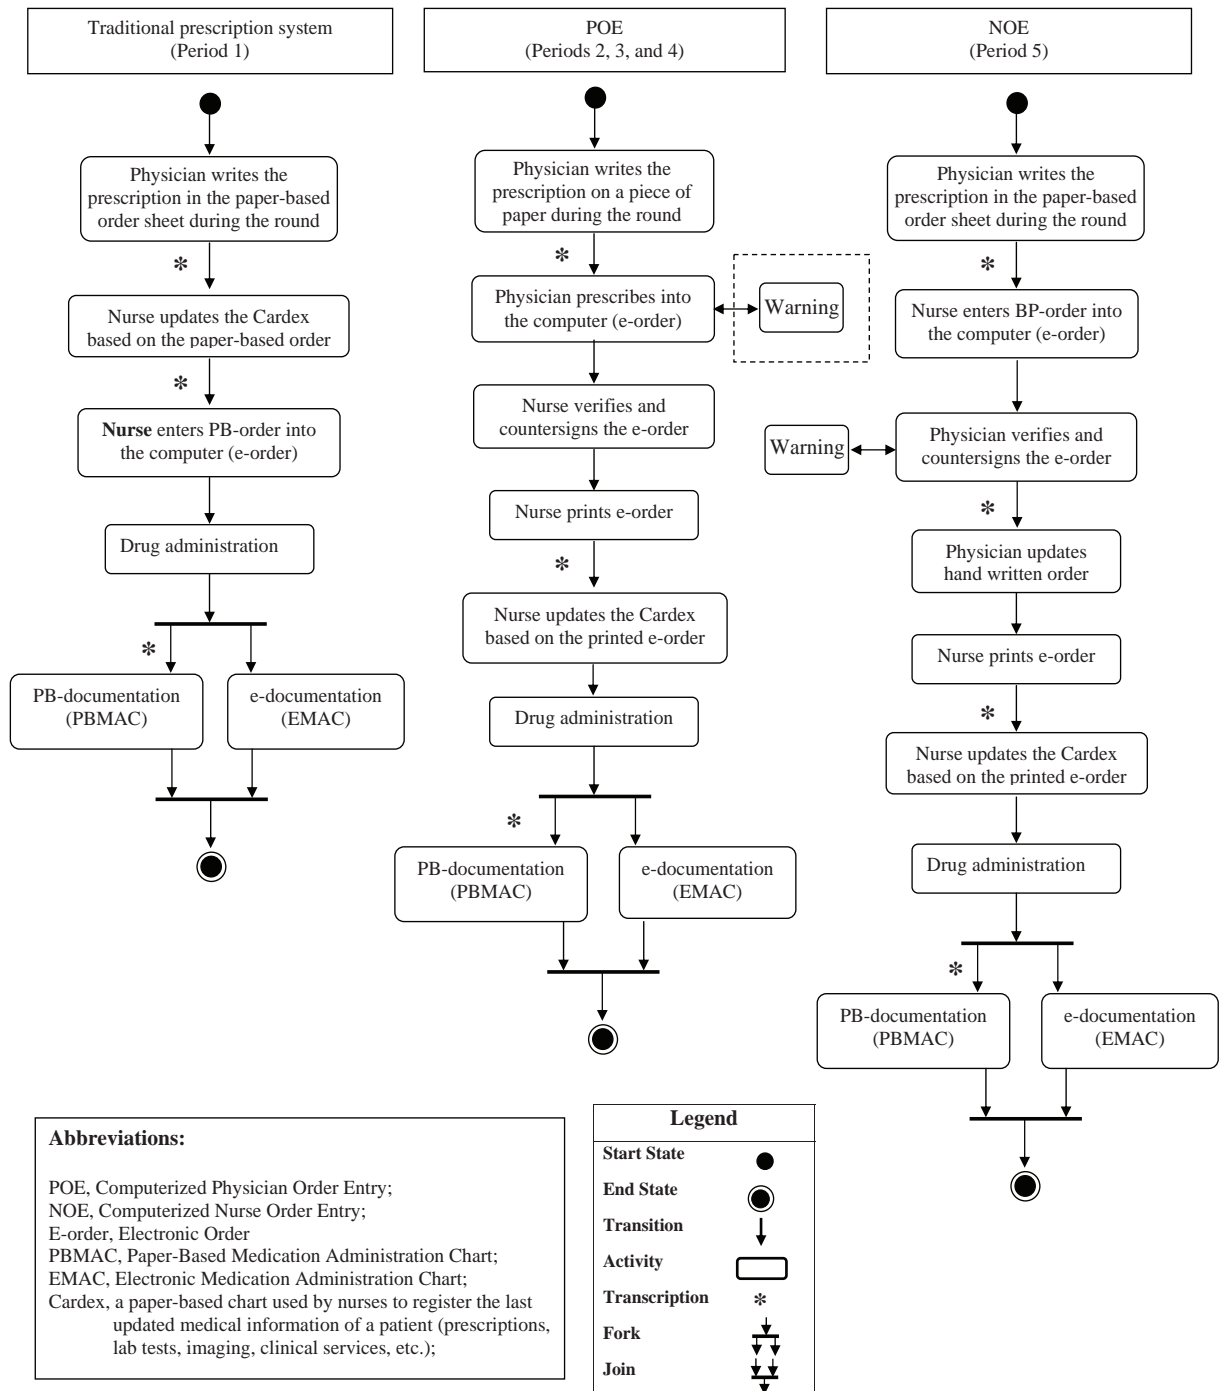 Traditional prescription system
(Period 1)
Physician writes the
prescription in the paper-based
order sheet during the round
*
Nurse updates the Cardex
based on the paper-based order
*
Nurse enters PB-order into
the computer (e-order)
Drug administration
*
PB-documentation
(PBMAC)
e-documentation
(EMAC)
POE
(Periods 2, 3, and 4)
Physician writes the
prescription on a piece of
paper during the round
*
Physician prescribes into
the computer (e-order)
Warning
Nurse verifies and
countersigns the e-order
Nurse prints e-order
*
Nurse updates the Cardex
based on the printed e-order
Drug administration
*
PB-documentation
(PBMAC)
e-documentation
(EMAC)
NOE
(Period 5)
Physician writes the
prescription in the paper-based
order sheet during the round
*
Nurse enters BP-order into
the computer (e-order)
Warning
Physician verifies and
countersigns the e-order
*
Physician updates
hand written order
Nurse prints e-order
*
Nurse updates the Cardex
based on the printed e-order
Drug administration
*
PB-documentation
(PBMAC)
e-documentation
(EMAC)
Abbreviations:
POE, Computerized Physician Order Entry;
NOE, Computerized Nurse Order Entry;
E-order, Electronic Order
PBMAC, Paper-Based Medication Administration Chart;
EMAC, Electronic Medication Administration Chart;
Cardex, a paper-based chart used by nurses to register the last
updated medical information of a patient (prescriptions,
lab tests, imaging, clinical services, etc.);
Legend
Start State
End State
Transition
Activity
Transcription *
Fork
Join